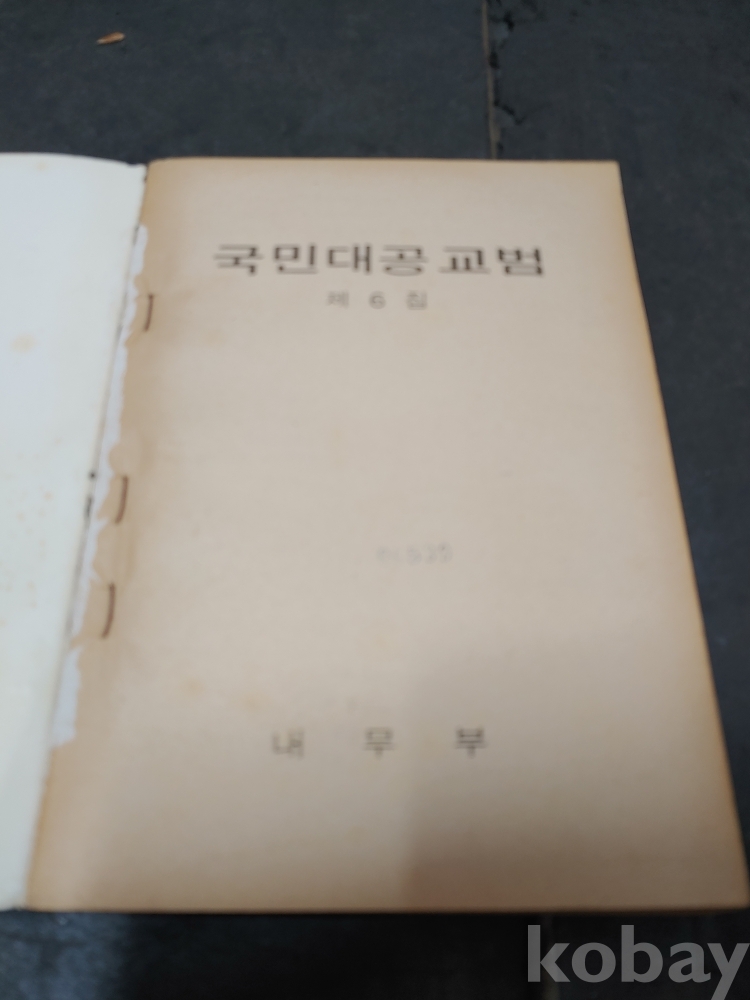 국민대공교범
제 6 집
내 무 부
kobay